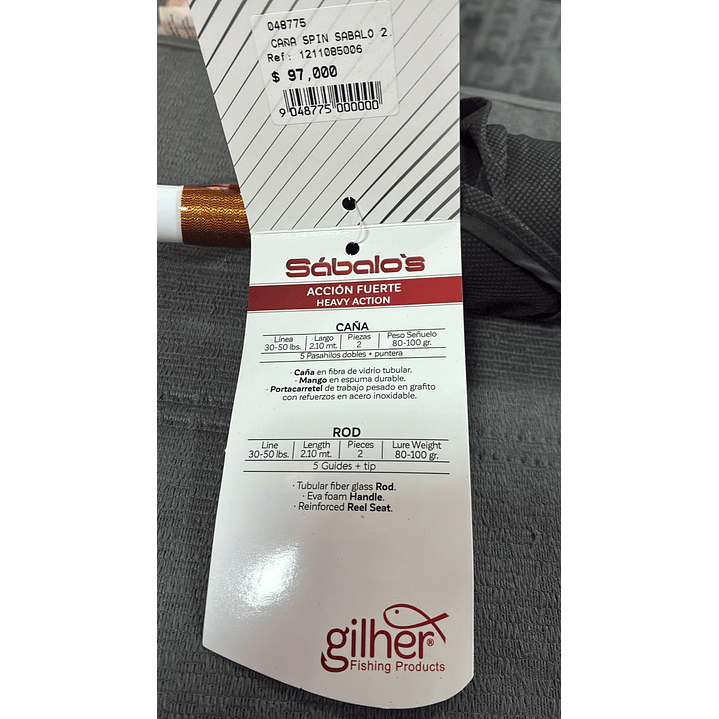 048775
CAÑA SPIN SABALO 2.
Ref: 1211085006
$ 97,000
9 048775 000000
Sábalo's
ACCIÓN FUERTE
HEAVY ACTION
CAÑA
Línea Largo Piezas Peso Señuelo
30-50 lbs. 2.10 mt. 2 80-100 gr.
5 Pasahilos dobles + puntera
· Caña en fibra de vidrio tubular.
· Mango en espuma durable.
· Portacarretel de trabajo pesado en grafito
con refuerzos en acero inoxidable.
ROD
Line Length Pieces Lure Weight
30-50 lbs. 2.10 mt. 2 80-100 gr.
5 Guides + tip
· Tubular fiber glass Rod.
· Eva foam Handle.
· Reinforced Reel Seat.
gilher®
Fishing Products